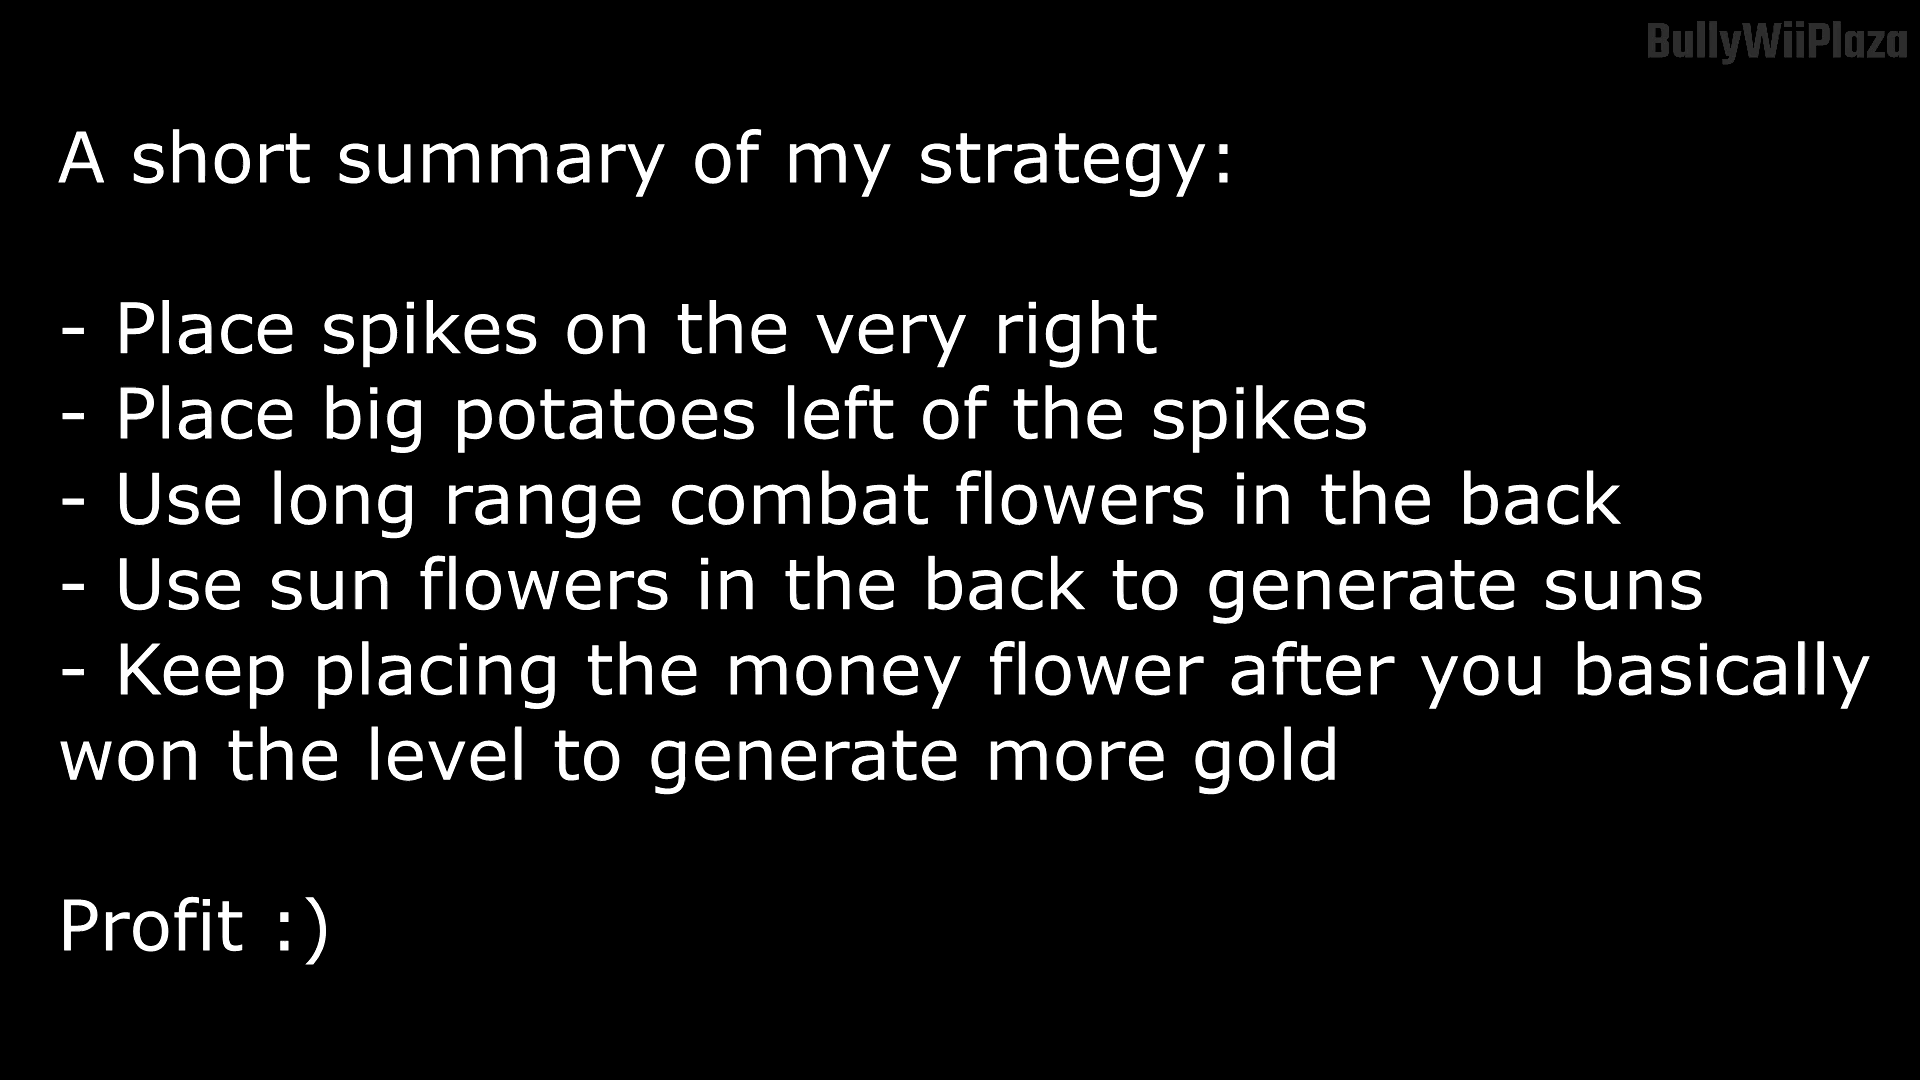 BullyWiiPlaza
A short summary of my strategy:
- Place spikes on the very right
- Place big potatoes left of the spikes
- Use long range combat flowers in the back
- Use sun flowers in the back to generate suns
- Keep placing the money flower after you basically
won the level to generate more gold
Profit :)